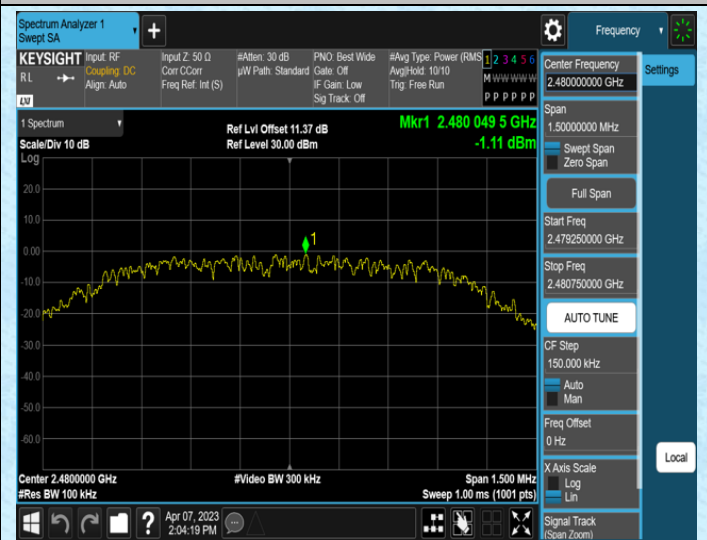 Spectrum Analyzer 1
Swept SA
+
Frequency
KEYSIGHT
RL
LXI
Input: RF
Coupling: DC
Align: Auto
Input Z: 50 Ω
Corr CCorr
Freq Ref: Int (S)
#Atten: 30 dB
µW Path: Standard
PNO: Best Wide
Gate: Off
IF Gain: Low
Sig Track: Off
#Avg Type: Power (RMS
Avg|Hold: 10/10
Trig: Free Run
1 2 3 4 5 6
M W W W W W
P P P P P P
Center Frequency
2.480000000 GHz
Settings
Span
1.50000000 MHz
Swept Span
Zero Span
Full Span
Start Freq
2.479250000 GHz
Stop Freq
2.480750000 GHz
AUTO TUNE
CF Step
150.000 kHz
Auto
Man
Freq Offset
0 Hz
X Axis Scale
Log
Lin
Signal Track
(Span Zoom)
Local
1 Spectrum
Scale/Div 10 dB
Log
Ref Lvl Offset 11.37 dB
Ref Level 30.00 dBm
Mkr1 2.480 049 5 GHz
-1.11 dBm
20.0
10.0
0.00
-10.0
-20.0
-30.0
-40.0
-50.0
-60.0
1
Center 2.4800000 GHz
#Res BW 100 kHz
#Video BW 300 kHz
Span 1.500 MHz
Sweep 1.00 ms (1001 pts)
?
Apr 07, 2023
2:04:19 PM